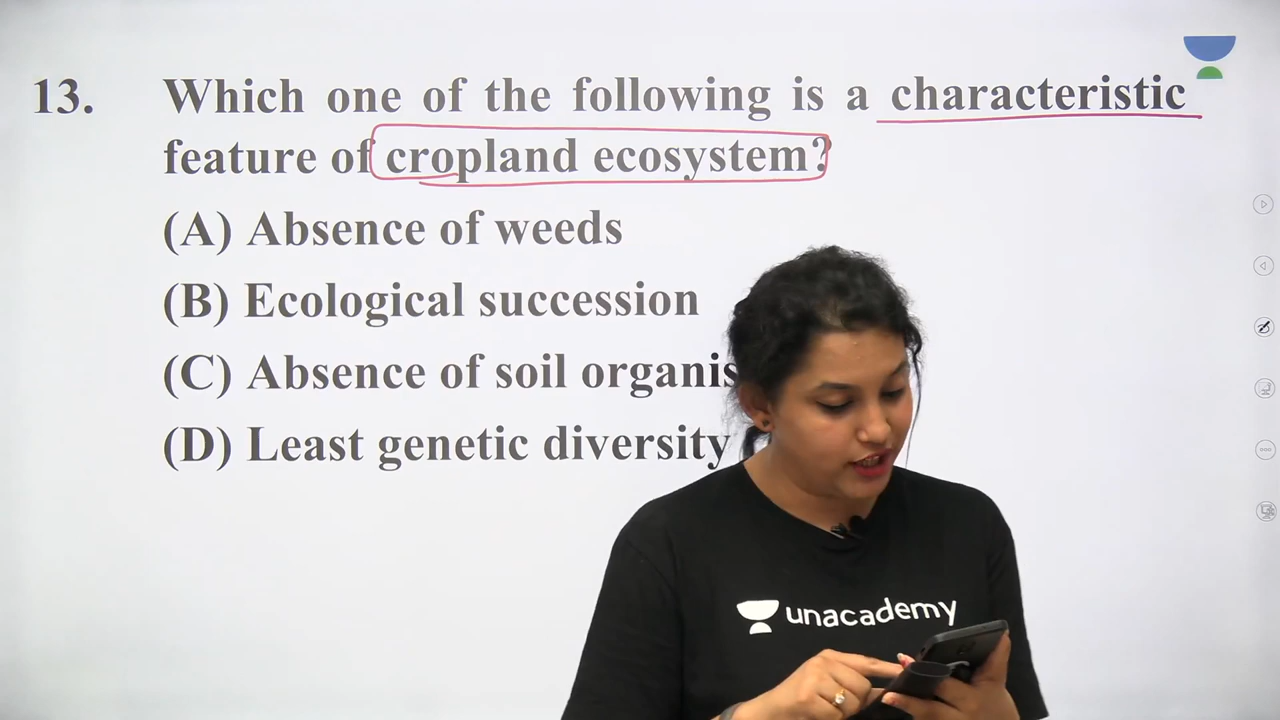 13. Which one of the following is a characteristic
feature of cropland ecosystem?
(A) Absence of weeds
(B) Ecological succession
(C) Absence of soil
(D) Least genetic diversity
unacademy